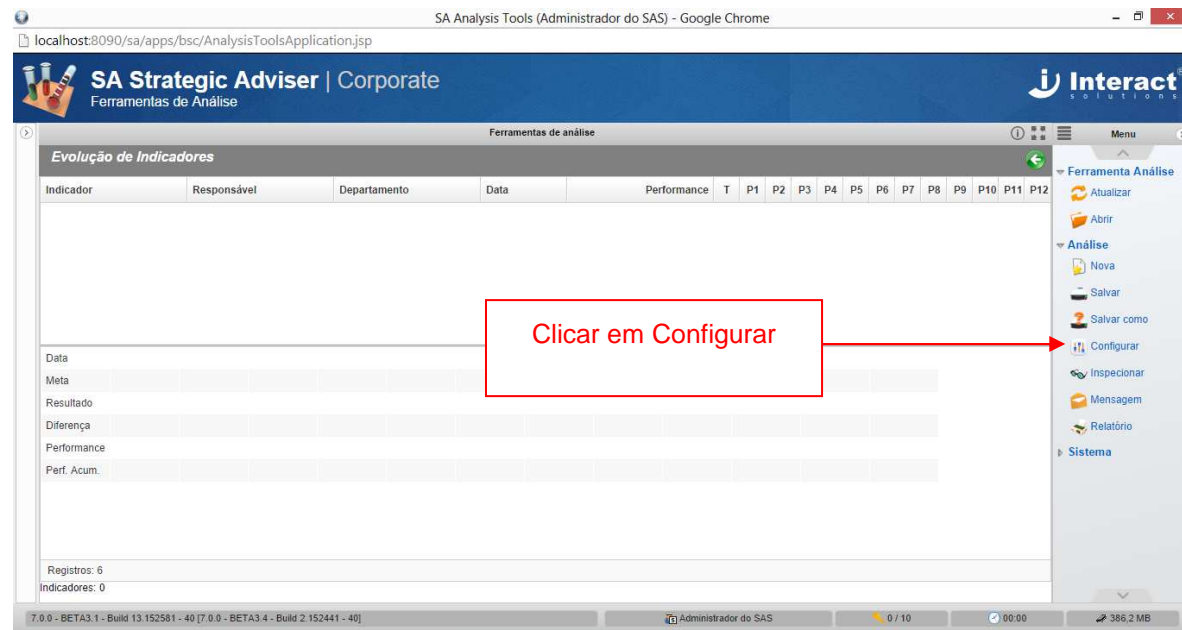 SA Analysis Tools (Administrador do SAS) - Google Chrome
localhost:8090/sa/apps/bsc/AnalysisToolsApplication.jsp
SA Strategic Adviser | Corporate
Ferramentas de Análise
Interact
solutions
Ferramentas de análise
Menu
Evolução de Indicadores
Indicador Responsável Departamento Data Performance T P1 P2 P3 P4 P5 P6 P7 P8 P9 P10 P11 P12
Ferramenta Análise
Atualizar
Abrir
Análise
Nova
Salvar
Salvar como
Configurar
Inspecionar
Mensagem
Relatório
Sistema
Clicar em Configurar
Data
Meta
Resultado
Diferença
Performance
Perf. Acum.
Registros: 6
Indicadores: 0
7.0.0 - BETA3.1 - Build 13.152581 - 40 [7.0.0 - BETA3.4 - Build 2.152441 - 40] Administrador do SAS 0 / 10 00:00 386,2 MB